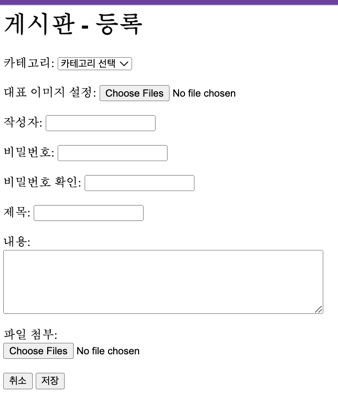 게시판 - 등록
카테고리: 카테고리 선택
대표 이미지 설정: Choose Files No file chosen
작성자:
비밀번호:
비밀번호 확인:
제목:
내용:
파일 첨부:
Choose Files No file chosen
취소 저장